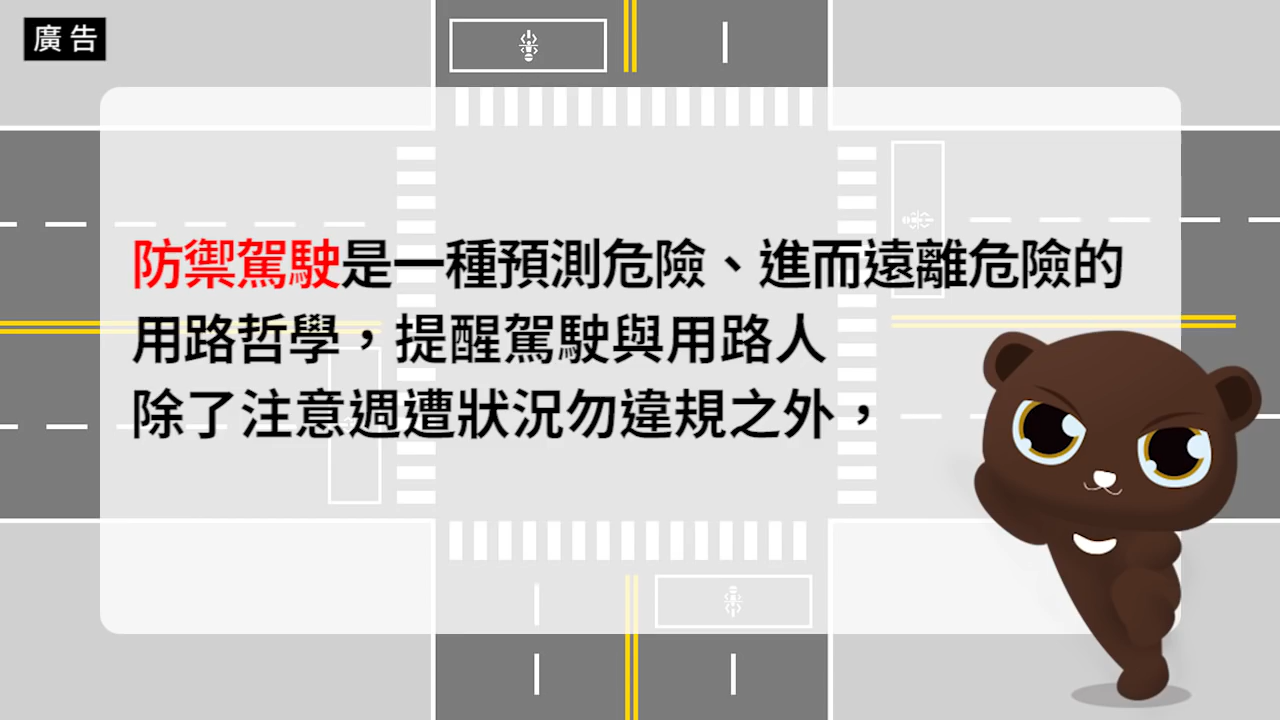 廣告
防禦駕駛是一種預測危險、進而遠離危險的
用路哲學，提醒駕駛與用路人
除了注意週遭狀況勿違規之外，